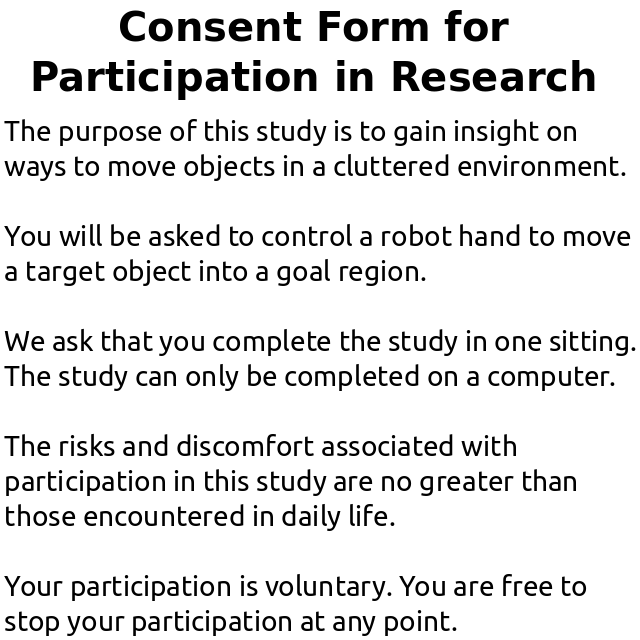 Consent Form for
Participation in Research
The purpose of this study is to gain insight on
ways to move objects in a cluttered environment.
You will be asked to control a robot hand to move
a target object into a goal region.
We ask that you complete the study in one sitting.
The study can only be completed on a computer.
The risks and discomfort associated with
participation in this study are no greater than
those encountered in daily life.
Your participation is voluntary. You are free to
stop your participation at any point.